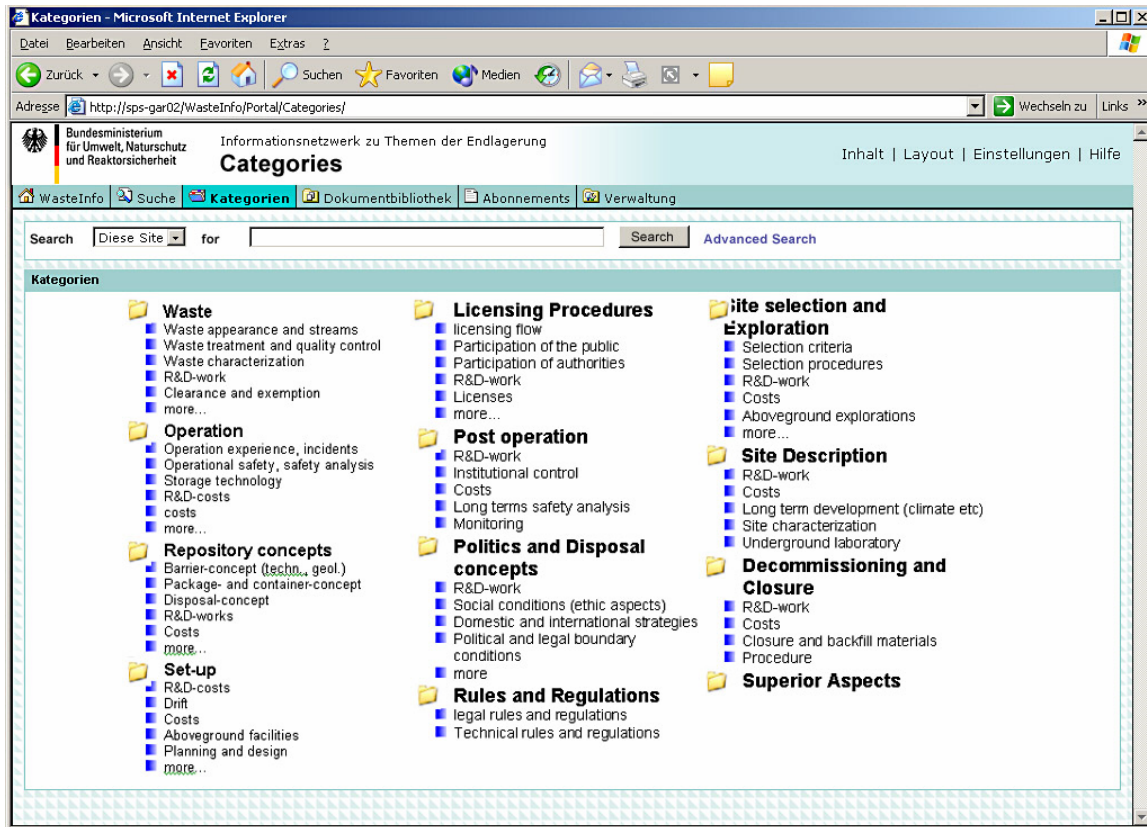 Kategorien - Microsoft Internet Explorer
Datei Bearbeiten Ansicht Favoriten Extras ?
Zurück Suchen Favoriten Medien
Adresse http://sps-gar02/WasteInfo/Portal/Categories/ Wechseln zu Links »
Bundesministerium
für Umwelt, Naturschutz
und Reaktorsicherheit
Informationsnetzwerk zu Themen der Endlagerung
Categories
Inhalt | Layout | Einstellungen | Hilfe
WasteInfo Suche Kategorien Dokumentbibliothek Abonnements Verwaltung
Search Diese Site for Search Advanced Search
Kategorien
Waste
Waste appearance and streams
Waste treatment and quality control
Waste characterization
R&D-work
Clearance and exemption
more...
Operation
Operation experience, incidents
Operational safety, safety analysis
Storage technology
R&D-costs
costs
more...
Repository concepts
Barrier-concept (techn., geol.)
Package- and container-concept
Disposal-concept
R&D-works
Costs
more...
Set-up
R&D-costs
Drift
Costs
Aboveground facilities
Planning and design
more...
Licensing Procedures
licensing flow
Participation of the public
Participation of authorities
R&D-work
Licenses
more...
Post operation
R&D-work
Institutional control
Costs
Long terms safety analysis
Monitoring
Politics and Disposal
concepts
R&D-work
Social conditions (ethic aspects)
Domestic and international strategies
Political and legal boundary
conditions
more
Rules and Regulations
legal rules and regulations
Technical rules and regulations
Site selection and
Exploration
Selection criteria
Selection procedures
R&D-work
Costs
Aboveground explorations
more...
Site Description
R&D-work
Costs
Long term development (climate etc)
Site characterization
Underground laboratory
Decommissioning and
Closure
R&D-work
Costs
Closure and backfill materials
Procedure
Superior Aspects